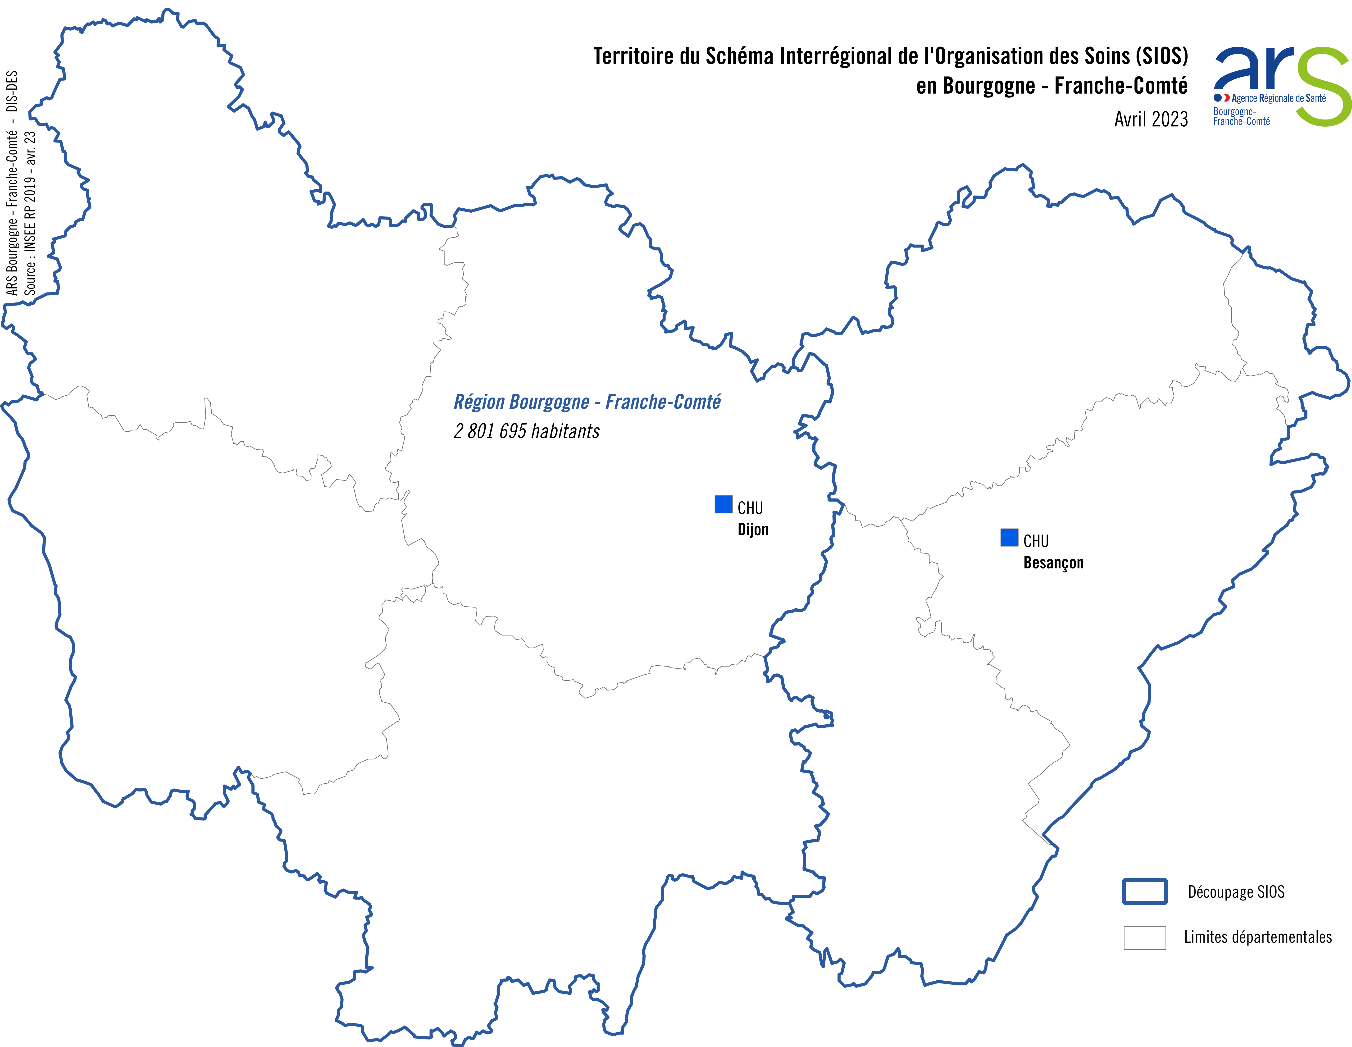 Territoire du Schéma Interrégional de l'Organisation des Soins (SIOS)
en Bourgogne - Franche-Comté
Avril 2023
ars
Agence Régionale de Santé
Bourgogne-
Franche-Comté
ARS Bourgogne - Franche-Comté - DIS-DES
Source : INSEE RP 2019 - avr. 23
Région Bourgogne - Franche-Comté
2 801 695 habitants
CHU
Dijon
CHU
Besançon
Découpage SIOS
Limites départementales